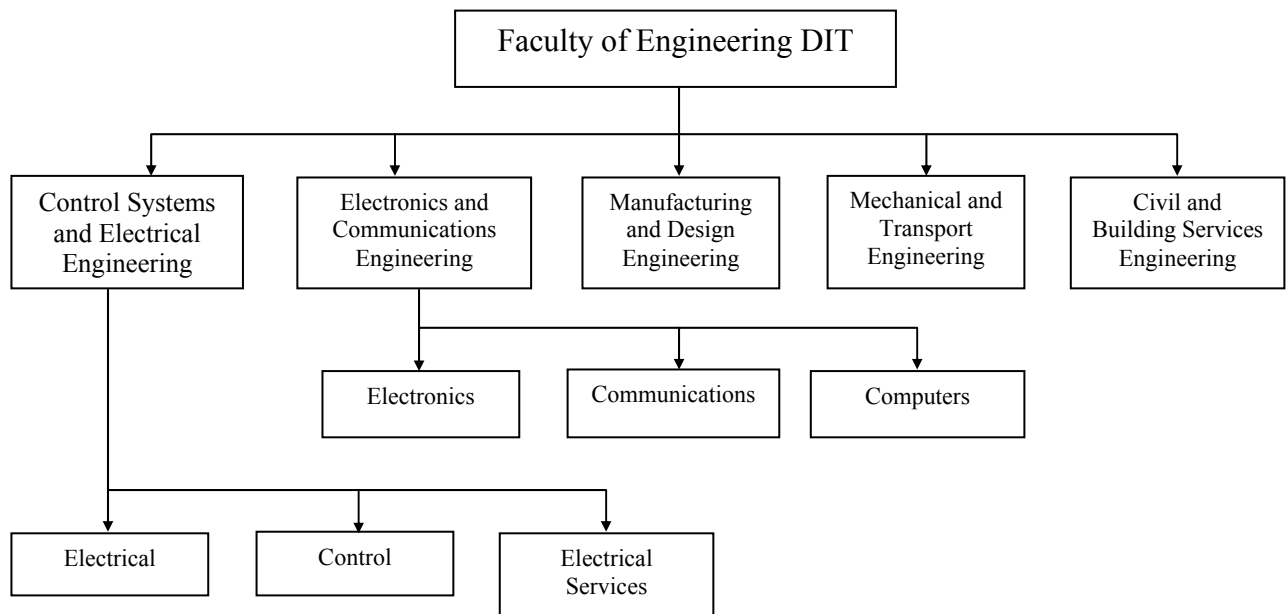 Faculty of Engineering DIT
Control Systems
and Electrical
Engineering
Electronics and
Communications
Engineering
Manufacturing
and Design
Engineering
Mechanical and
Transport
Engineering
Civil and
Building Services
Engineering
Electronics
Communications
Computers
Electrical
Control
Electrical
Services